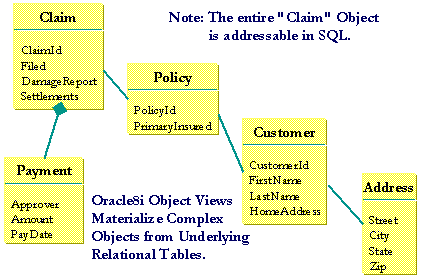 Claim
ClaimId
Filed
DamageReport
Settlements
Note: The entire "Claim" Object
is addressable in SQL.
Policy
PolicyId
PrimaryInsured
Customer
CustomerId
FirstName
LastName
HomeAddress
Payment
Approver
Amount
PayDate
Oracle8i Object Views
Materialize Complex
Objects from Underlying
Relational Tables.
Address
Street
City
State
Zip